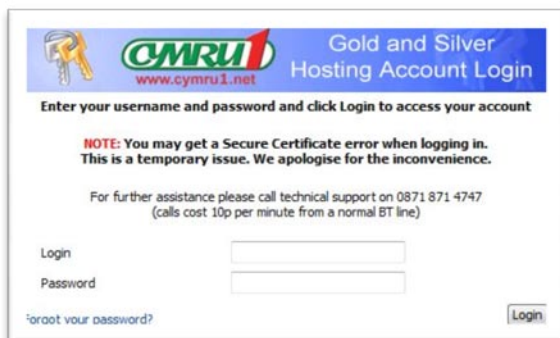 CYMRU1
www.cymru1.net
Gold and Silver
Hosting Account Login
Enter your username and password and click Login to access your account
NOTE: You may get a Secure Certificate error when logging in.
This is a temporary issue. We apologise for the inconvenience.
For further assistance please call technical support on 0871 871 4747
(calls cost 10p per minute from a normal BT line)
Login
Password
Forgot your password?
Login